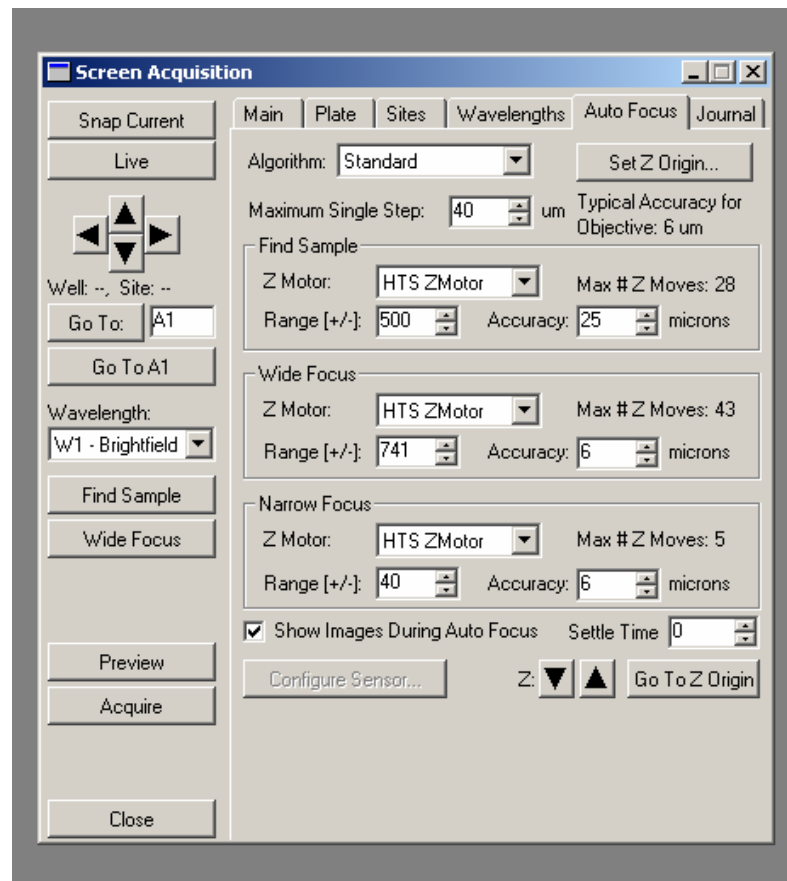 Screen Acquisition
Snap Current
Live
Well: --, Site: --
Go To: A1
Go To A1
Wavelength:
W1 - Brightfield
Find Sample
Wide Focus
Preview
Acquire
Close
Main Plate Sites Wavelengths Auto Focus Journal
Algorithm: Standard Set Z Origin...
Maximum Single Step: 40 um Typical Accuracy for
Objective: 6 um
Find Sample
Z Motor: HTS ZMotor Max # Z Moves: 28
Range [+/-]: 500 Accuracy: 25 microns
Wide Focus
Z Motor: HTS ZMotor Max # Z Moves: 43
Range [+/-]: 741 Accuracy: 6 microns
Narrow Focus
Z Motor: HTS ZMotor Max # Z Moves: 5
Range [+/-]: 40 Accuracy: 6 microns
Show Images During Auto Focus Settle Time 0
Configure Sensor... Z: Go To Z Origin